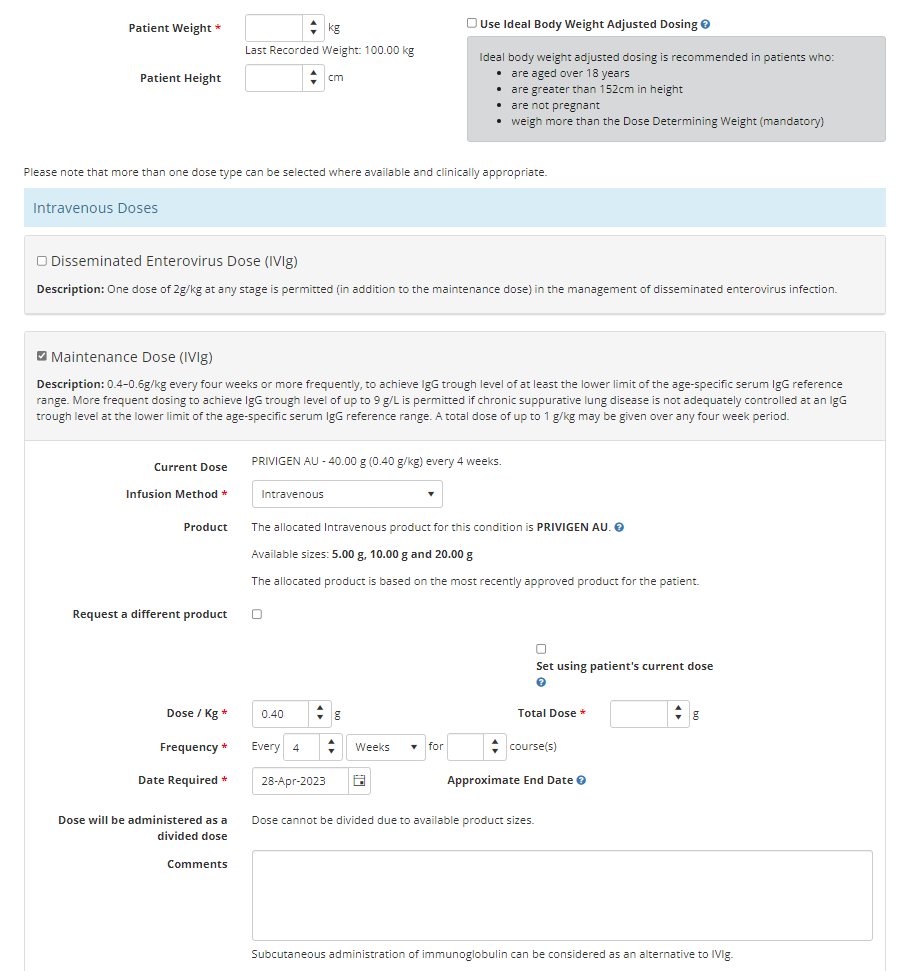 Patient Weight * kg
Last Recorded Weight: 100.00 kg
Patient Height cm
Use Ideal Body Weight Adjusted Dosing ?
Ideal body weight adjusted dosing is recommended in patients who:
• are aged over 18 years
• are greater than 152cm in height
• are not pregnant
• weigh more than the Dose Determining Weight (mandatory)
Please note that more than one dose type can be selected where available and clinically appropriate.
Intravenous Doses
Disseminated Enterovirus Dose (IVIg)
Description: One dose of 2g/kg at any stage is permitted (in addition to the maintenance dose) in the management of disseminated enterovirus infection.
Maintenance Dose (IVIg)
Description: 0.4–0.6g/kg every four weeks or more frequently, to achieve IgG trough level of at least the lower limit of the age-specific serum IgG reference
range. More frequent dosing to achieve IgG trough level of up to 9 g/L is permitted if chronic suppurative lung disease is not adequately controlled at an IgG
trough level at the lower limit of the age-specific serum IgG reference range. A total dose of up to 1 g/kg may be given over any four week period.
Current Dose PRIVIGEN AU - 40.00 g (0.40 g/kg) every 4 weeks.
Infusion Method * Intravenous
Product The allocated Intravenous product for this condition is PRIVIGEN AU. ?
Available sizes: 5.00 g, 10.00 g and 20.00 g
The allocated product is based on the most recently approved product for the patient.
Request a different product
Set using patient's current dose
?
Dose / Kg * 0.40 g Total Dose * g
Frequency * Every 4 Weeks for course(s)
Date Required * 28-Apr-2023 Approximate End Date ?
Dose will be administered as a Dose cannot be divided due to available product sizes.
divided dose
Comments
Subcutaneous administration of immunoglobulin can be considered as an alternative to IVIg.